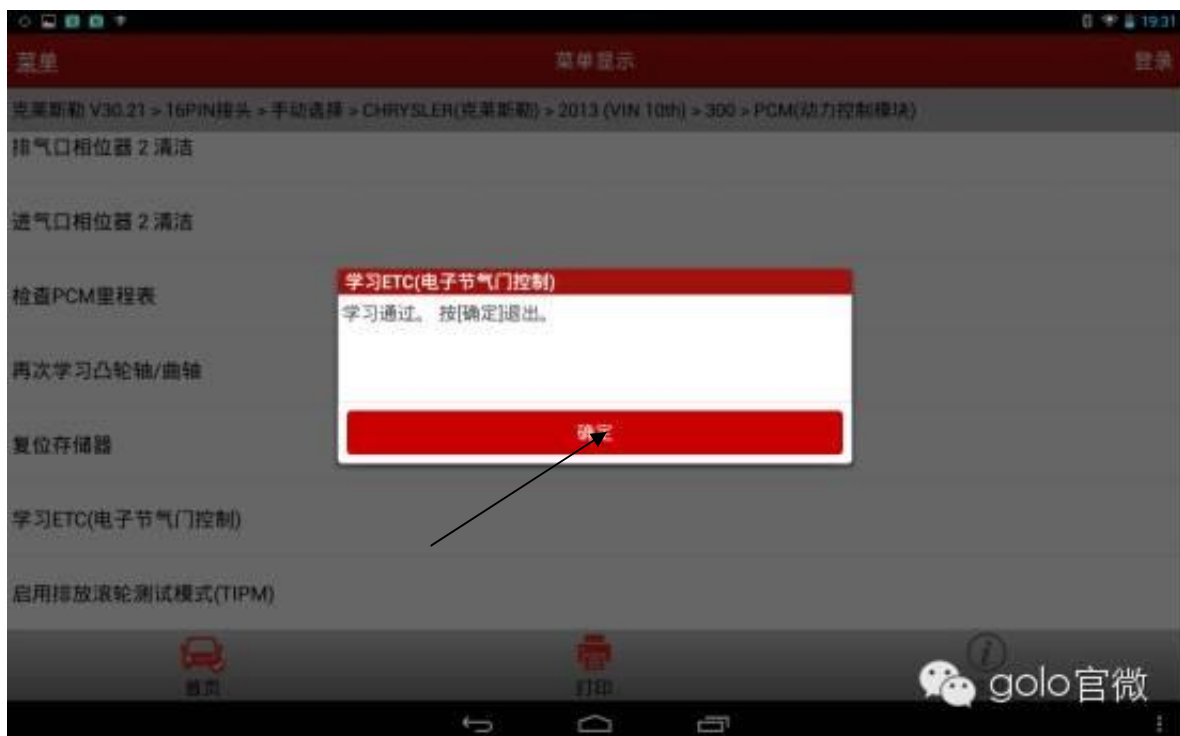 19:31
菜单
菜单显示
登录
克莱斯勒 V30.21 > 16PIN接头 > 手动选择 > CHRYSLER(克莱斯勒) > 2013 (VIN 10th) > 300 > PCM(动力控制模块)
排气口相位器 2 清洁
进气口相位器 2 清洁
检查PCM里程表
再次学习凸轮轴/曲轴
复位存储器
学习ETC(电子节气门控制)
启用排放滚轮测试模式(TIPM)
学习ETC(电子节气门控制)
学习通过。 按[确定]退出。
确定
首页
打印
golo官微